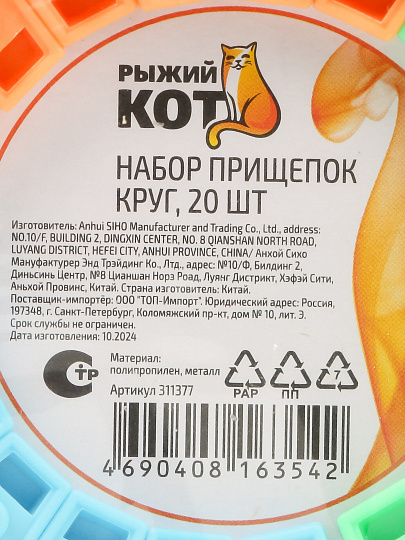 РЫЖИЙ
КОТ
НАБОР ПРИЩЕПОК
КРУГ, 20 ШТ
Изготовитель: Anhui SIHO Manufacturer and Trading Co., Ltd., address:
NO.10/F, BUILDING 2, DINGXIN CENTER, NO. 8 QIANSHAN NORTH ROAD,
LUYANG DISTRICT, HEFEI CITY, ANHUI PROVINCE, CHINA/ Анхой Сихо
Мануфактурер Энд Трэйдинг Ко., Лтд., адрес: №10/Ф, Билдинг 2,
Диньсинь Центр, №8 Цианшан Норз Роад, Луянг Дистрикт, Хэфэй Сити,
Аньхой Провинс, Китай. Страна изготовитель: Китай.
Поставщик-импортёр: ООО "ТОП-Импорт". Юридический адрес: Россия,
197348, г. Санкт-Петербург, Коломяжский пр-кт, дом № 10, лит. Э.
Срок службы не ограничен.
Дата изготовления: 10.2024
СТР
Материал:
полипропилен, металл
Артикул 311377
PAP
ПП
7
4 690408 163542